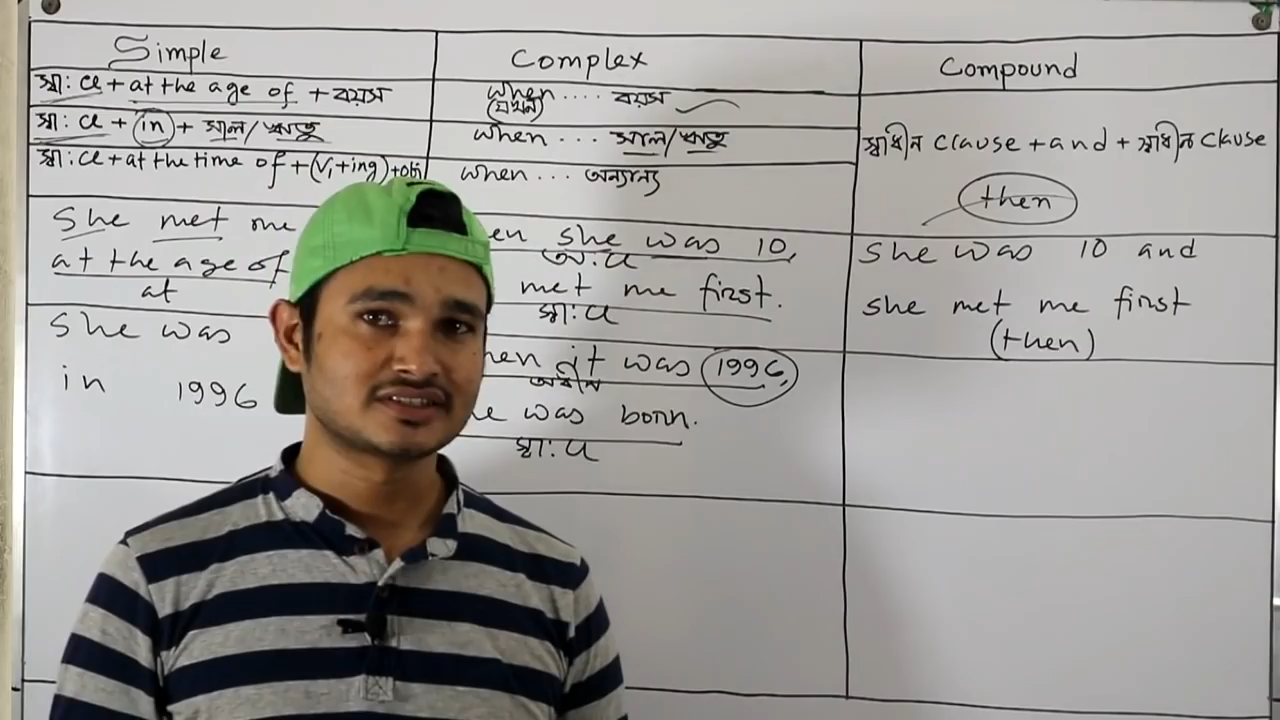 Simple
Complex
Compound
স্বা: cl + at the age of + বয়স
when .... বয়স
(যখন)
স্বা: cl + in + সাল/ঋতু
when ... সাল/ঋতু
স্বাধীন clause + and + স্বাধীন clause
then
স্বা: cl + at the time of + (V₁+ing) + obj
when ... অন্যান্য
She met me
at the age of
at
she was 10,
অ: cl
met me first.
স্বা: cl
She was 10 and
she met me first
(then)
She was
in 1996
it was 1996,
অধীন
was born.
স্বা: cl